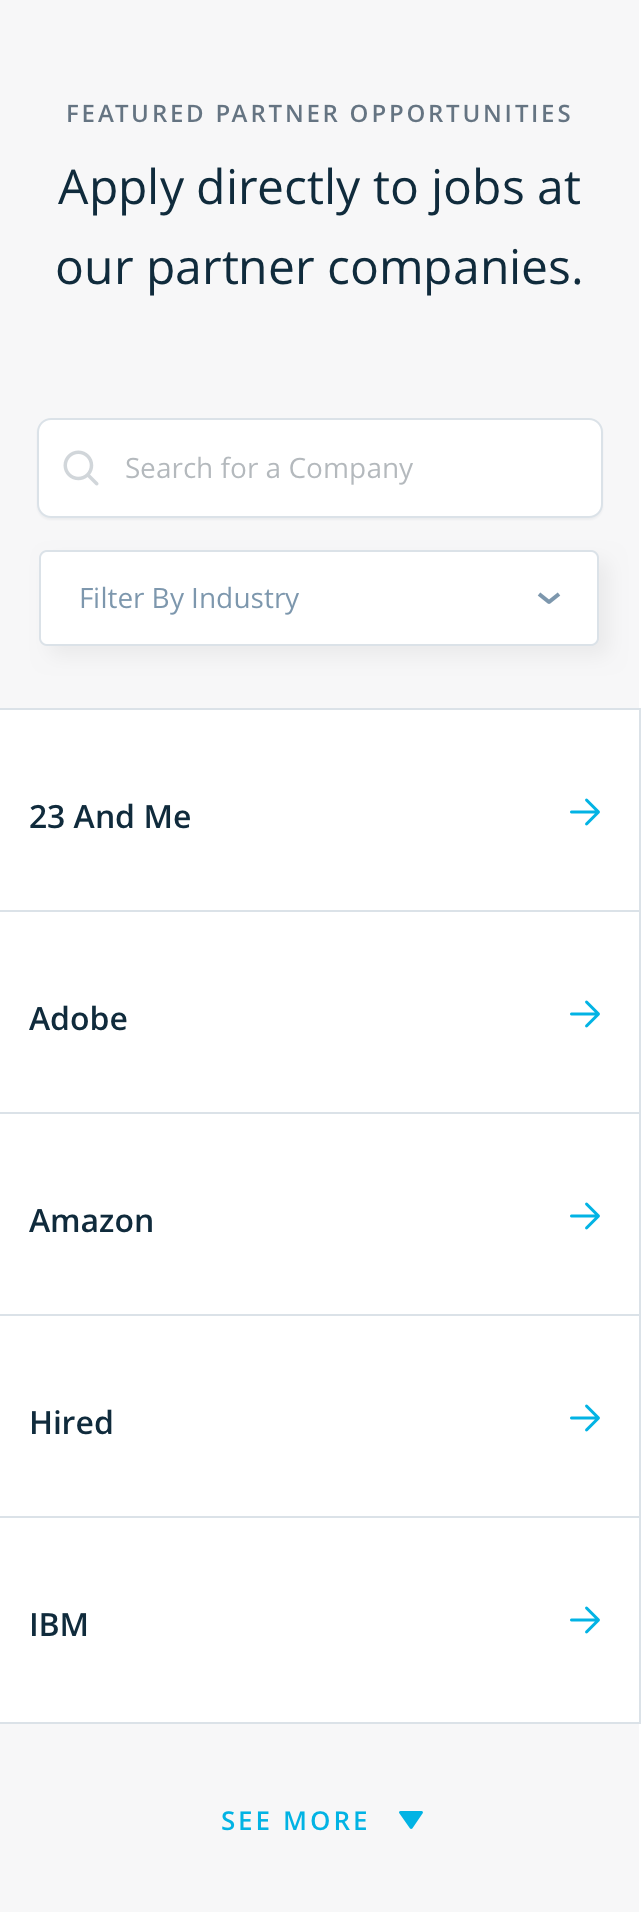 FEATURED PARTNER OPPORTUNITIES
Apply directly to jobs at
our partner companies.
Search for a Company
Filter By Industry
23 And Me
Adobe
Amazon
Hired
IBM
SEE MORE